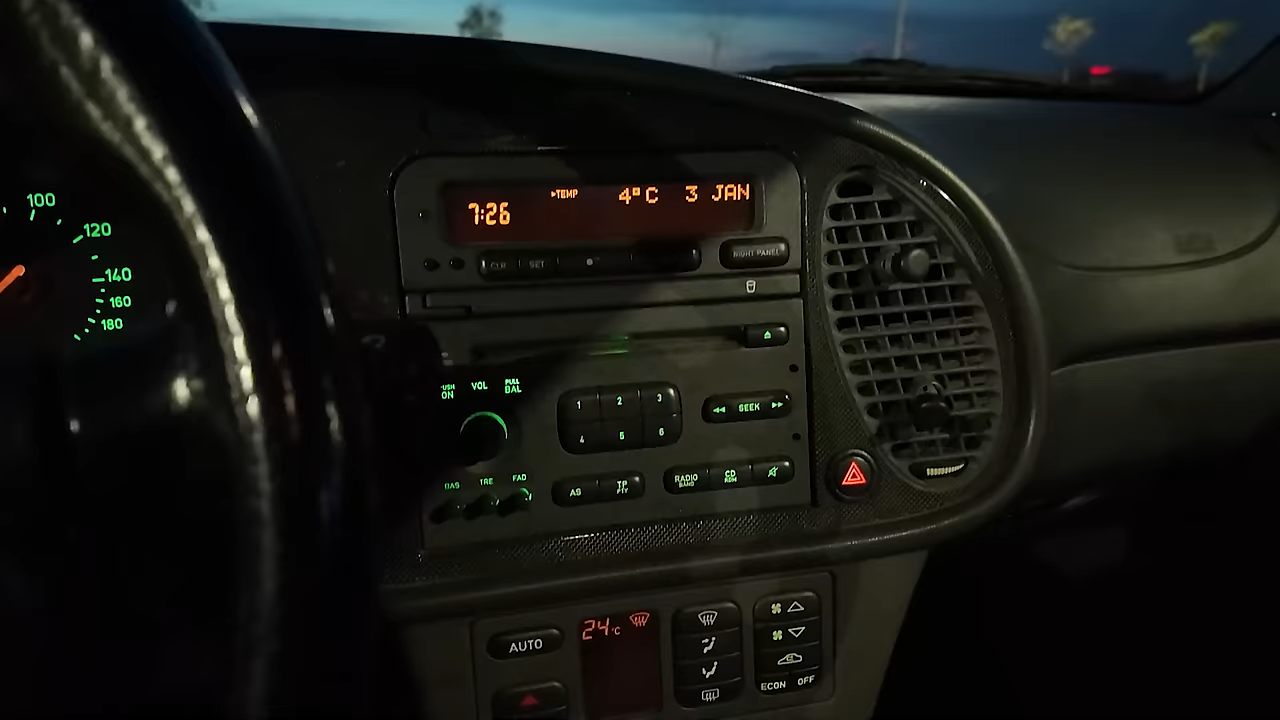 100
120
140
160
180
▸TEMP 4°C 3 JAN
7:26
CLR SET
NIGHT PANEL
PUSH ON VOL PULL BAL
1 2 3
4 5 6
SEEK
BAS TRE FAD
AS TP PTY
RADIO BAND CD RDM
AUTO
24°C
ECON OFF